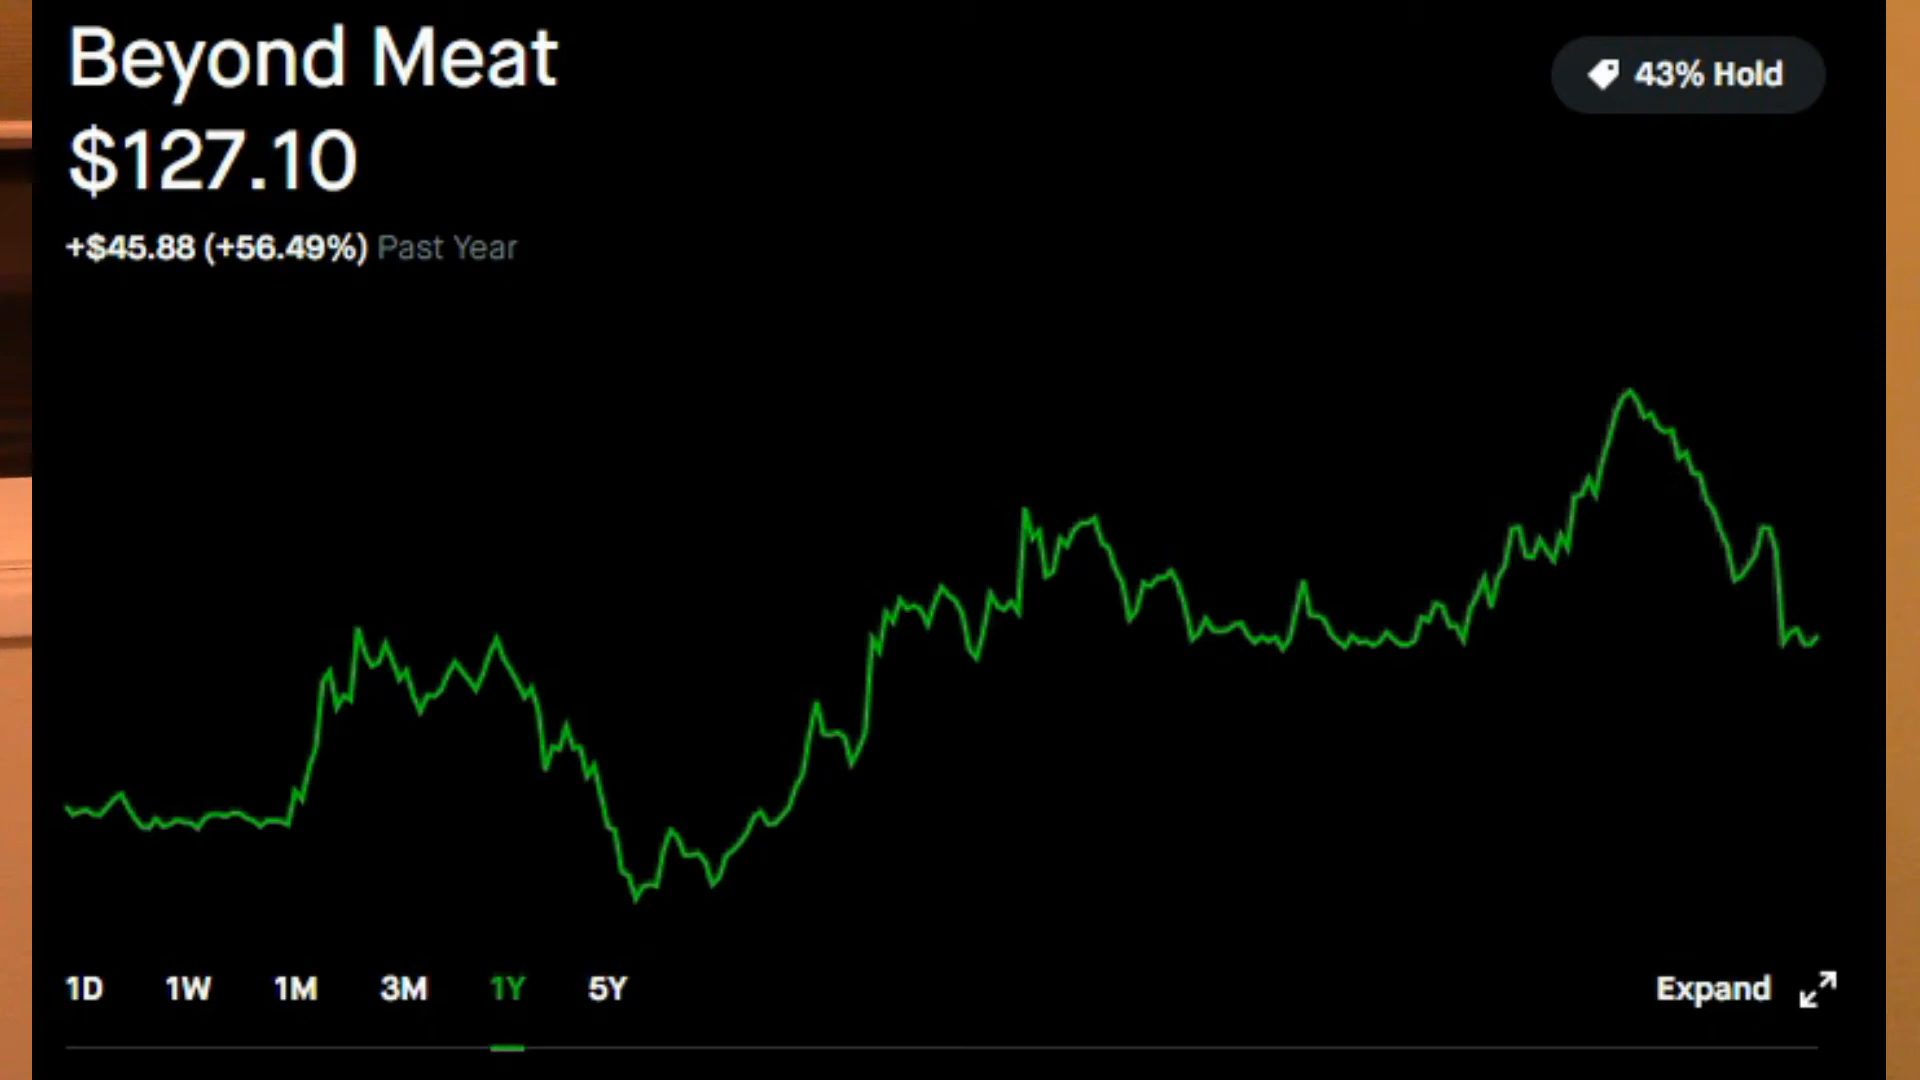 Beyond Meat
43% Hold
$127.10
+$45.88 (+56.49%) Past Year
1D 1W 1M 3M 1Y 5Y Expand